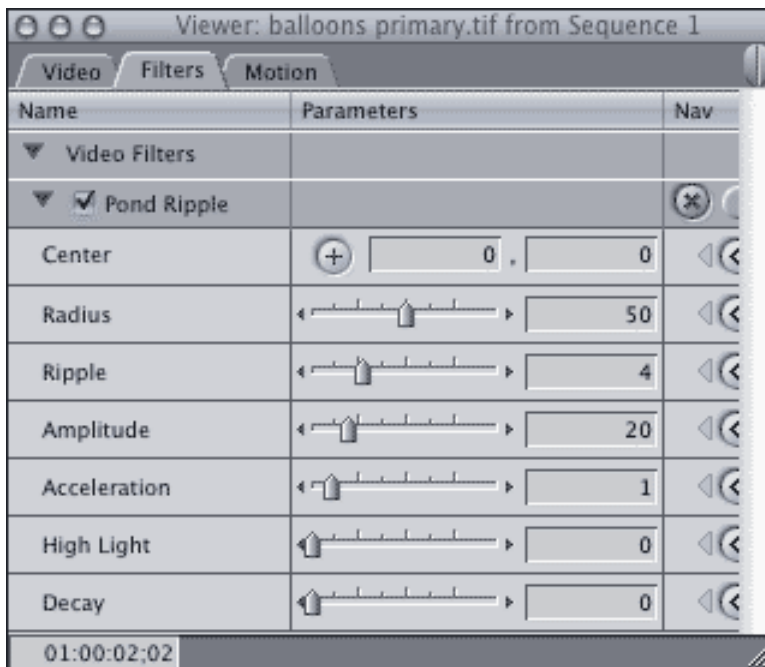 Viewer: balloons primary.tif from Sequence 1
Video Filters Motion
Name Parameters Nav
Video Filters
Pond Ripple
Center 0 , 0
Radius 50
Ripple 4
Amplitude 20
Acceleration 1
High Light 0
Decay 0
01:00:02;02